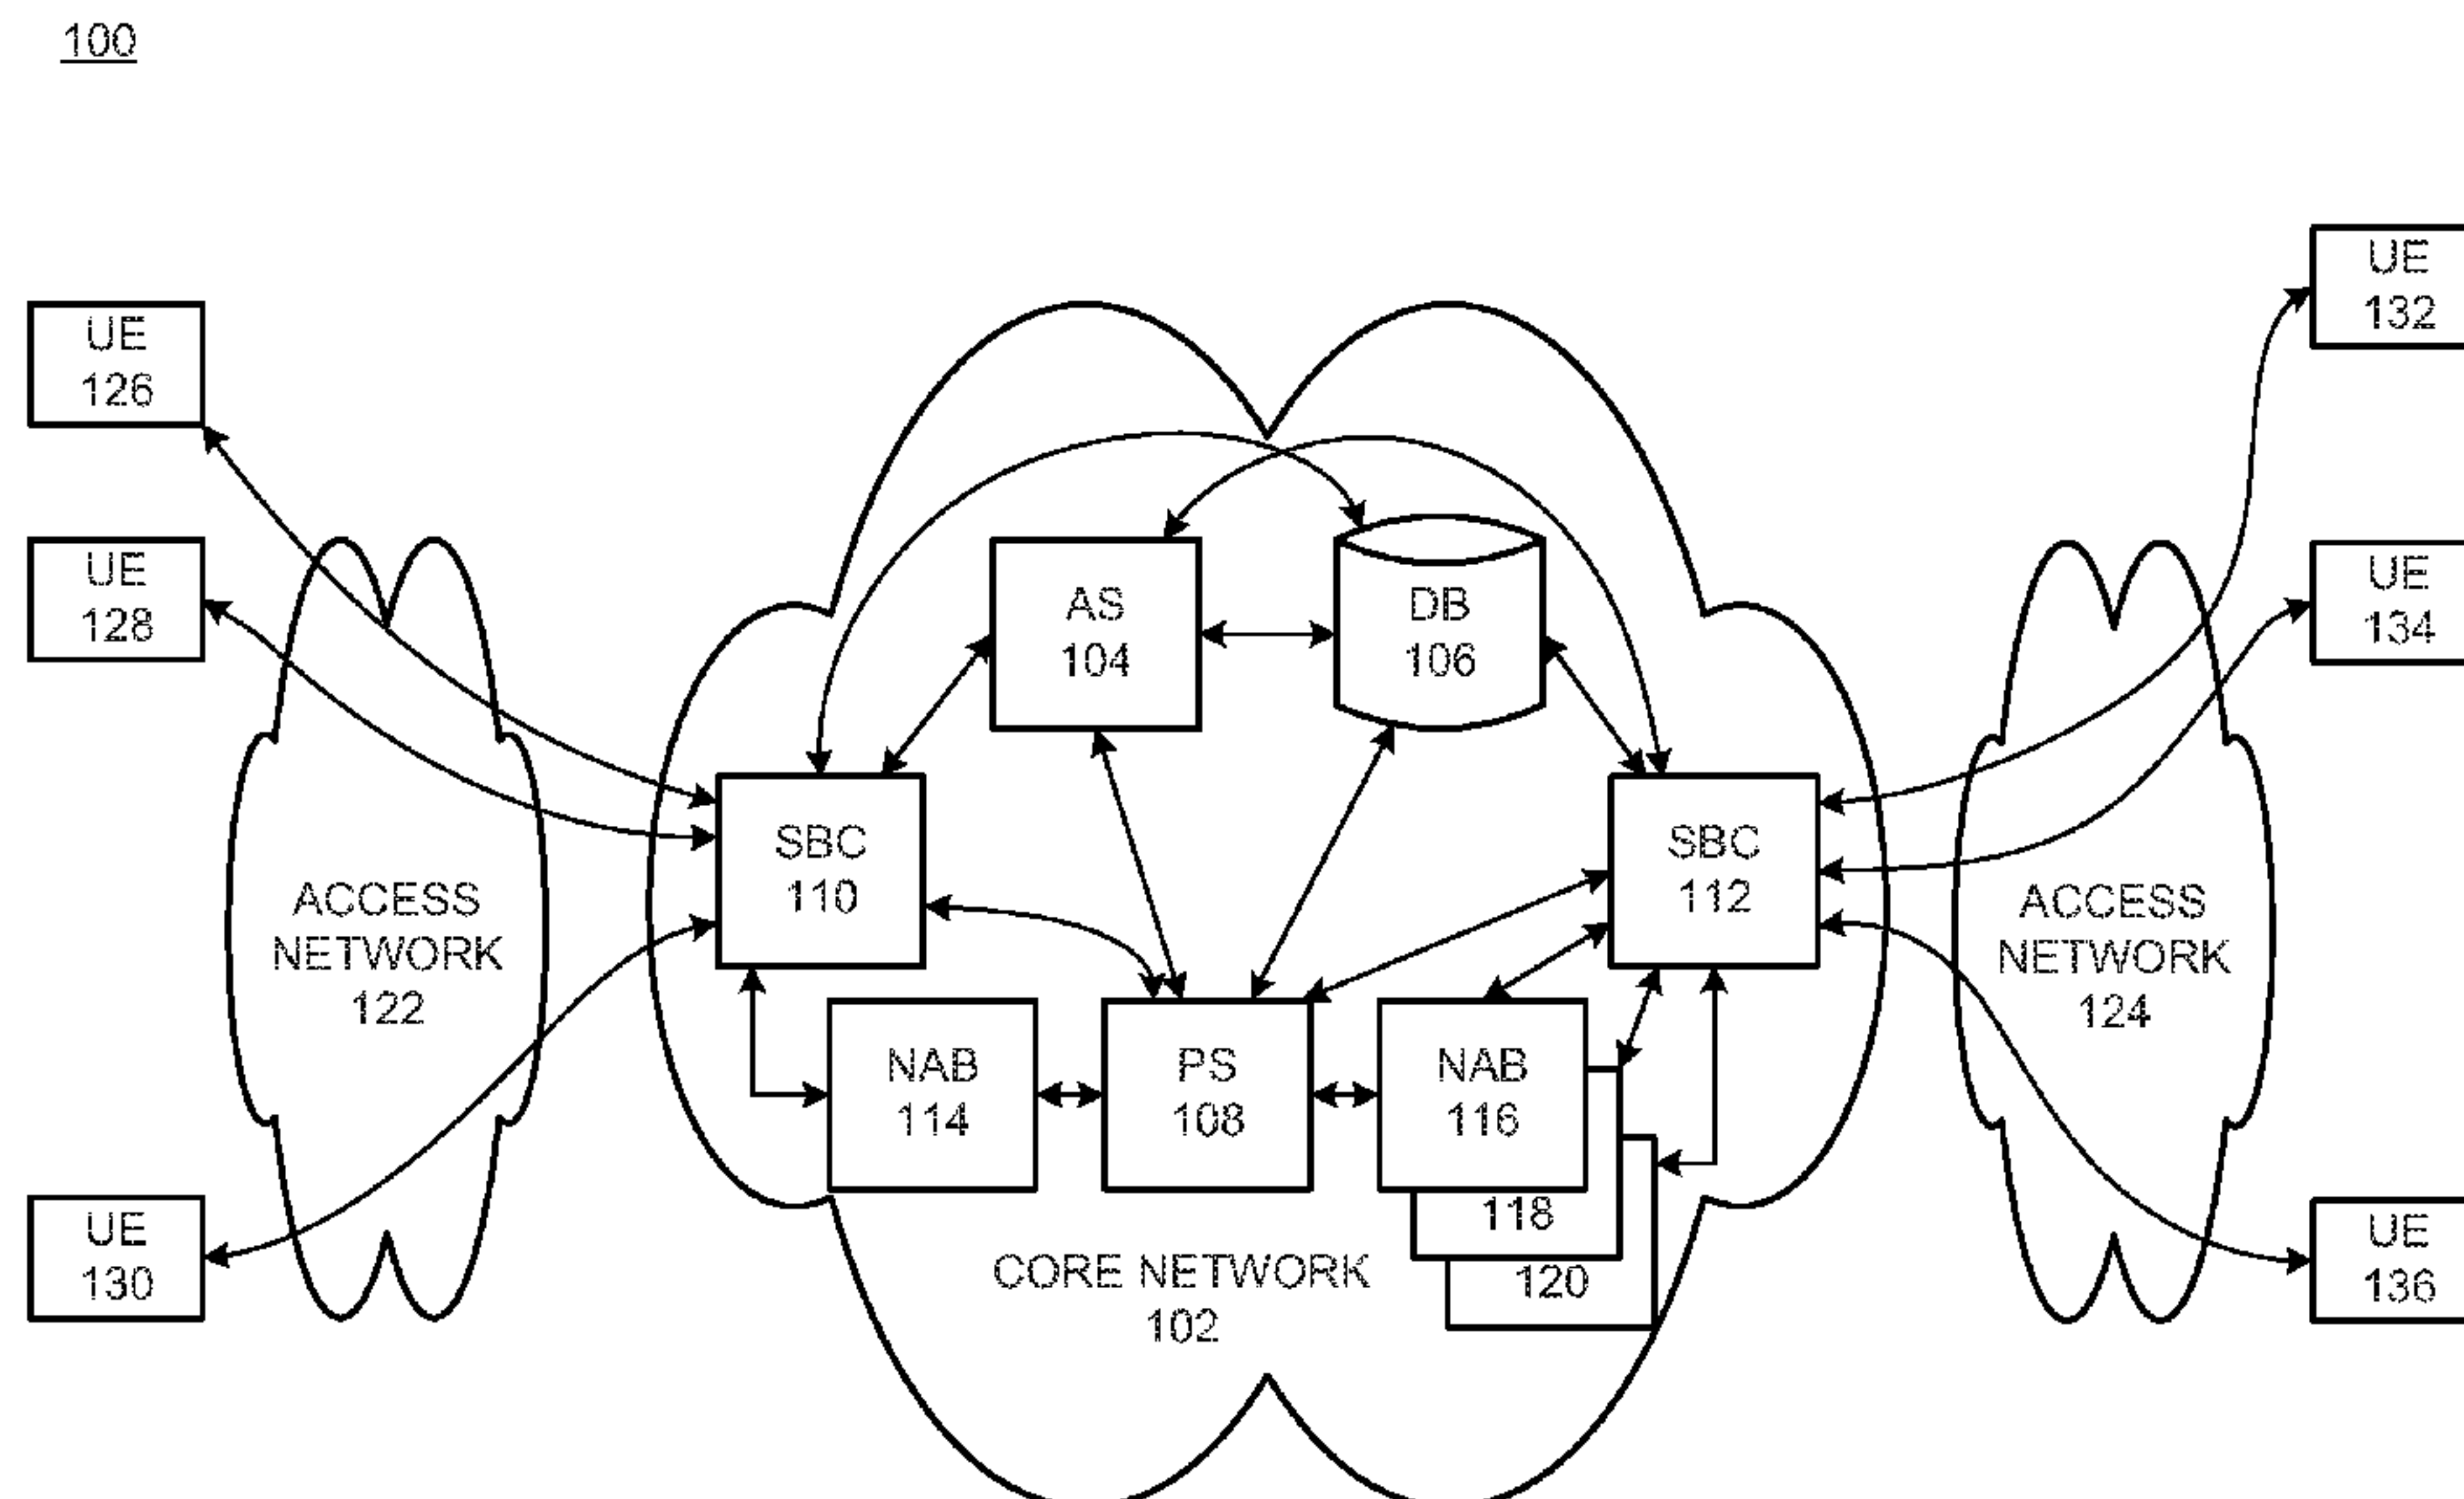 100
UE
126
UE
128
UE
130
ACCESS
NETWORK
122
AS
104
DB
106
SBC
110
SBC
112
NAB
114
PS
108
NAB
116
118
120
CORE NETWORK
102
ACCESS
NETWORK
124
UE
132
UE
134
UE
136